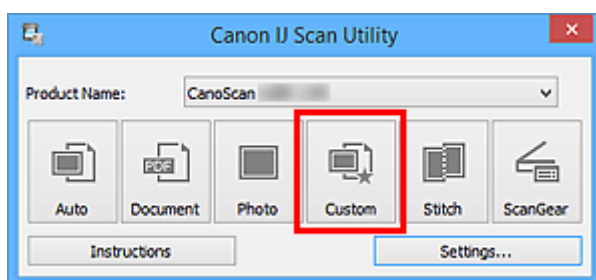 Canon IJ Scan Utility
Product Name: CanoScan
PDF
Auto Document Photo Custom Stitch ScanGear
Instructions Settings...